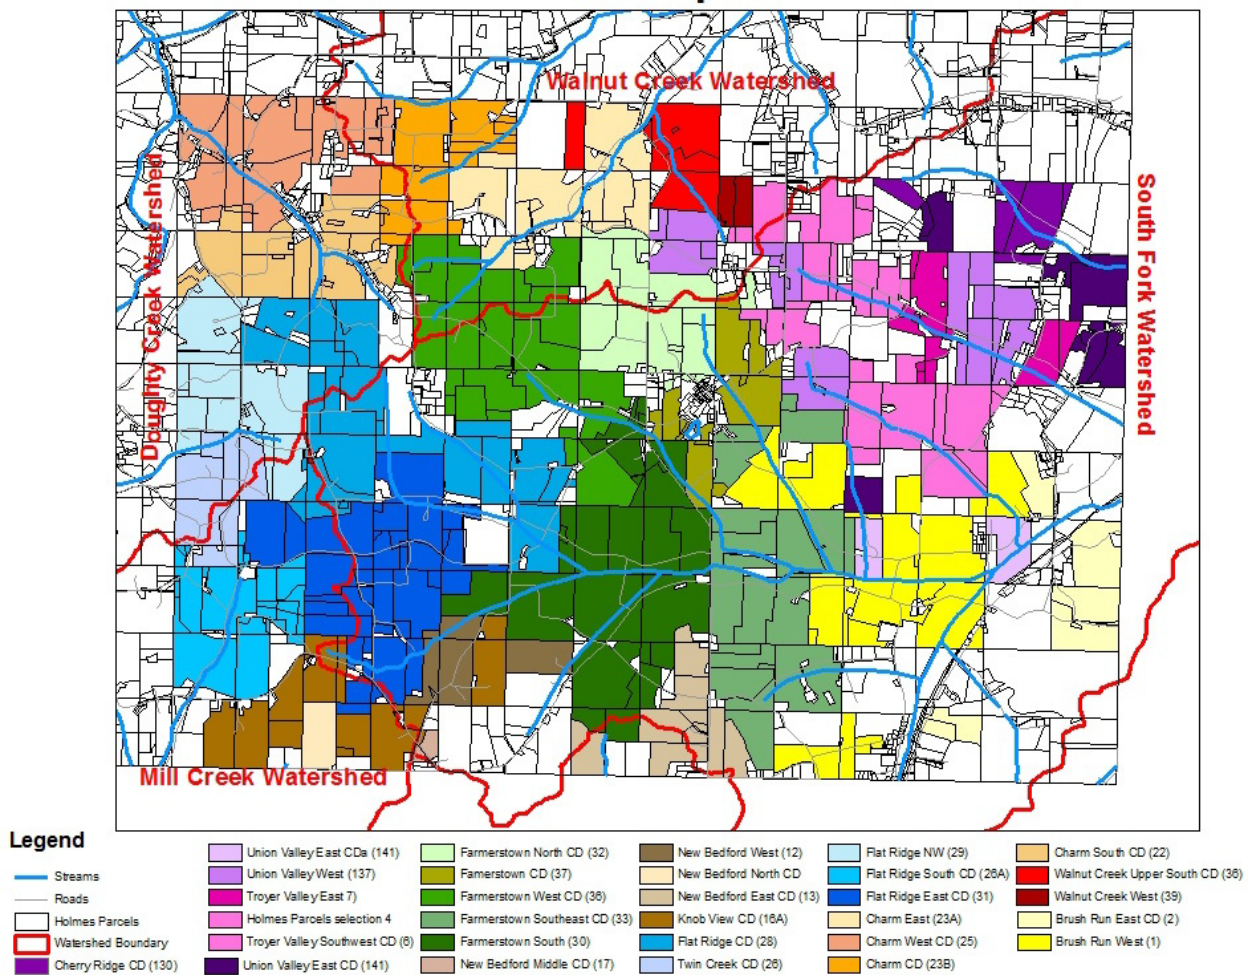 Walnut Creek Watershed
Doughty Creek Watershed
South Fork Watershed
Mill Creek Watershed
Legend
Streams
Roads
Holmes Parcels
Watershed Boundary
Cherry Ridge CD (130)
Union Valley East CDa (141)
Union Valley West (137)
Troyer Valley East 7)
Holmes Parcels selection 4
Troyer Valley Southwest CD (6)
Union Valley East CD (141)
Farmerstown North CD (32)
Famerstown CD (37)
Farmerstown West CD (36)
Farmerstown Southeast CD (33)
Farmerstown South (30)
New Bedford Middle CD (17)
New Bedford West (12)
New Bedford North CD
New Bedford East CD (13)
Knob View CD (16A)
Flat Ridge CD (28)
Twin Creek CD (26)
Flat Ridge NW (29)
Flat Ridge South CD (26A)
Flat Ridge East CD (31)
Charm East (23A)
Charm West CD (25)
Charm CD (23B)
Charm South CD (22)
Walnut Creek Upper South CD (36)
Walnut Creek West (39)
Brush Run East CD (2)
Brush Run West (1)